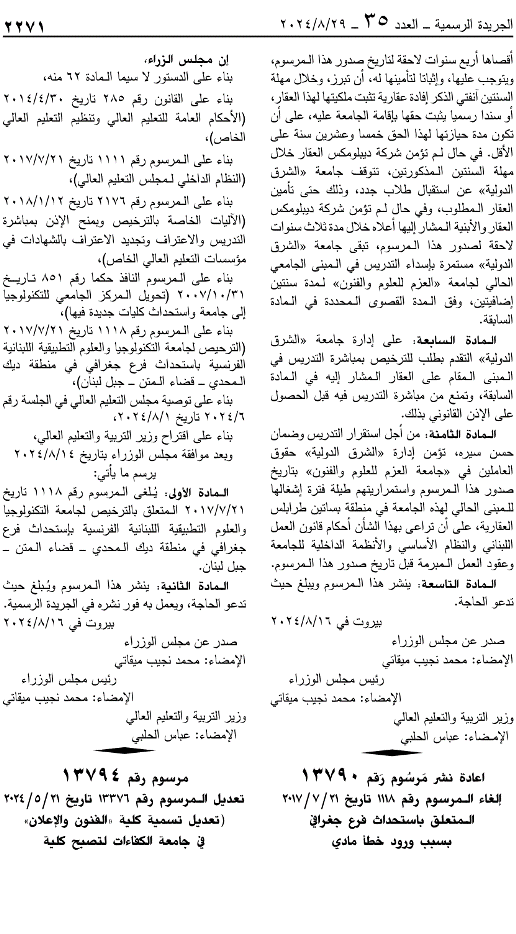 الجريدة الرسمية ــ العدد ٣٥ ــ ٢٠٢٤/٨/٢٩
٢٢٧١
أقصاها أربع سنوات لاحقة لتاريخ صدور هذا المرسوم،
ويتوجب عليها، وإثباتا لتأمينها له، أن تبرز، وخلال مهلة
السنتين آنفتي الذكر إفادة عقارية تثبت ملكيتها لهذا العقار،
أو سندا رسميا يثبت حقها بإقامة الجامعة عليه، على أن
تكون مدة حيازتها لهذا الحق خمسا وعشرين سنة على
الأقل. في حال لم تؤمن شركة ديبلومكس العقار خلال
مهلة السنتين المذكورتين، تتوقف جامعة «الشرق
الدولية» عن استقبال طلاب جدد، وذلك حتى تأمين
العقار المطلوب، وفي حال لم تؤمن شركة ديبلومكس
العقار والأبنية المشار إليها أعلاه خلال مدة ثلاث سنوات
لاحقة لصدور هذا المرسوم، تبقى جامعة «الشرق
الدولية» مستمرة بإسداء التدريس في المبنى الجامعي
الحالي لجامعة «العزم للعلوم والفنون» لمدة سنتين
إضافيتين، وفق المدة القصوى المحددة في المادة
السابقة.
المادة السابعة: على إدارة جامعة «الشرق
الدولية» التقدم بطلب للترخيص بمباشرة التدريس في
المبنى المقام على العقار المشار إليه في المادة
السابقة، وتمنع من مباشرة التدريس فيه قبل الحصول
على الإذن القانوني بذلك.
المادة الثامنة: من أجل استقرار التدريس وضمان
حسن سيره، تؤمن إدارة «الشرق الدولية» حقوق
العاملين في «جامعة العزم للعلوم والفنون» بتاريخ
صدور هذا المرسوم واستمراريتهم طيلة فترة إشغالها
للمبنى الحالي لهذه الجامعة في منطقة بساتين طرابلس
العقارية، على أن تراعى بهذا الشأن أحكام قانون العمل
اللبناني والنظام الأساسي والأنظمة الداخلية للجامعة
وعقود العمل المبرمة قبل تاريخ صدور هذا المرسوم.
المادة التاسعة: ينشر هذا المرسوم ويبلغ حيث
تدعو الحاجة.
بيروت في ٢٠٢٤/٨/١٦
صدر عن مجلس الوزراء
الإمضاء: محمد نجيب ميقاتي
رئيس مجلس الوزراء
الإمضاء: محمد نجيب ميقاتي
وزير التربية والتعليم العالي
الإمضاء: عباس الحلبي
اعادة نشر مَرسُوم رَقم ١٣٧٩٠
إلغاء المرسوم رقم ١١١٨ تاريخ ٢٠١٧/٧/٢١
المتعلق باستحداث فرع جغرافي
بسبب ورود خطأ مادي
إن مجلس الزراء،
بناء على الدستور لا سيما المادة ٦٢ منه،
بناء على القانون رقم ٢٨٥ تاريخ ٢٠١٤/٤/٣٠
(الأحكام العامة للتعليم العالي وتنظيم التعليم العالي
الخاص)،
بناء على المرسوم رقم ١١١١ تاريخ ٢٠١٧/٧/٢١
(النظام الداخلي لمجلس التعليم العالي)،
بناء على المرسوم رقم ٢١٧٦ تاريخ ٢٠١٨/١/١٢
(الآليات الخاصة بالترخيص وبمنح الإذن بمباشرة
التدريس والاعتراف وتجديد الاعتراف بالشهادات في
مؤسسات التعليم العالي الخاص)،
بناء على المرسوم النافذ حكما رقم ٨٥١ تاريخ
٢٠٠٧/١٠/٣١ (تحويل المركز الجامعي للتكنولوجيا
إلى جامعة واستحداث كليات جديدة فيها)،
بناء على المرسوم رقم ١١١٨ تاريخ ٢٠١٧/٧/٢١
(الترخيص لجامعة التكنولوجيا والعلوم التطبيقية اللبنانية
الفرنسية باستحداث فرع جغرافي في منطقة ديك
المحدي ــ قضاء المتن ــ جبل لبنان)،
بناء على توصية مجلس التعليم العالي في الجلسة رقم
٢٠٢٤/٦ تاريخ ٢٠٢٤/٨/١،
بناء على اقتراح وزير التربية والتعليم العالي،
وبعد موافقة مجلس الوزراء بتاريخ ٢٠٢٤/٨/١٤
يرسم ما يأتي:
المادة الأولى: يُلغى المرسوم رقم ١١١٨ تاريخ
٢٠١٧/٧/٢١ المتعلق بالترخيص لجامعة التكنولوجيا
والعلوم التطبيقية اللبنانية الفرنسية بإستحداث فرع
جغرافي في منطقة ديك المحدي ــ قضاء المتن ــ
جبل لبنان.
المادة الثانية: ينشر هذا المرسوم ويُبلغ حيث
تدعو الحاجة، ويعمل به فور نشره في الجريدة الرسمية.
بيروت في ٢٠٢٤/٨/١٦
صدر عن مجلس الوزراء
الإمضاء: محمد نجيب ميقاتي
رئيس مجلس الوزراء
الإمضاء: محمد نجيب ميقاتي
وزير التربية والتعليم العالي
الإمضاء: عباس الحلبي
مرسوم رقم ١٣٧٩٤
تعديل المرسوم رقم ١٣٣٧٦ تاريخ ٢٠٢٤/٥/٢١
(تعديل تسمية كلية «الفنون والإعلان»
في جامعة الكفاءات لتصبح كلية